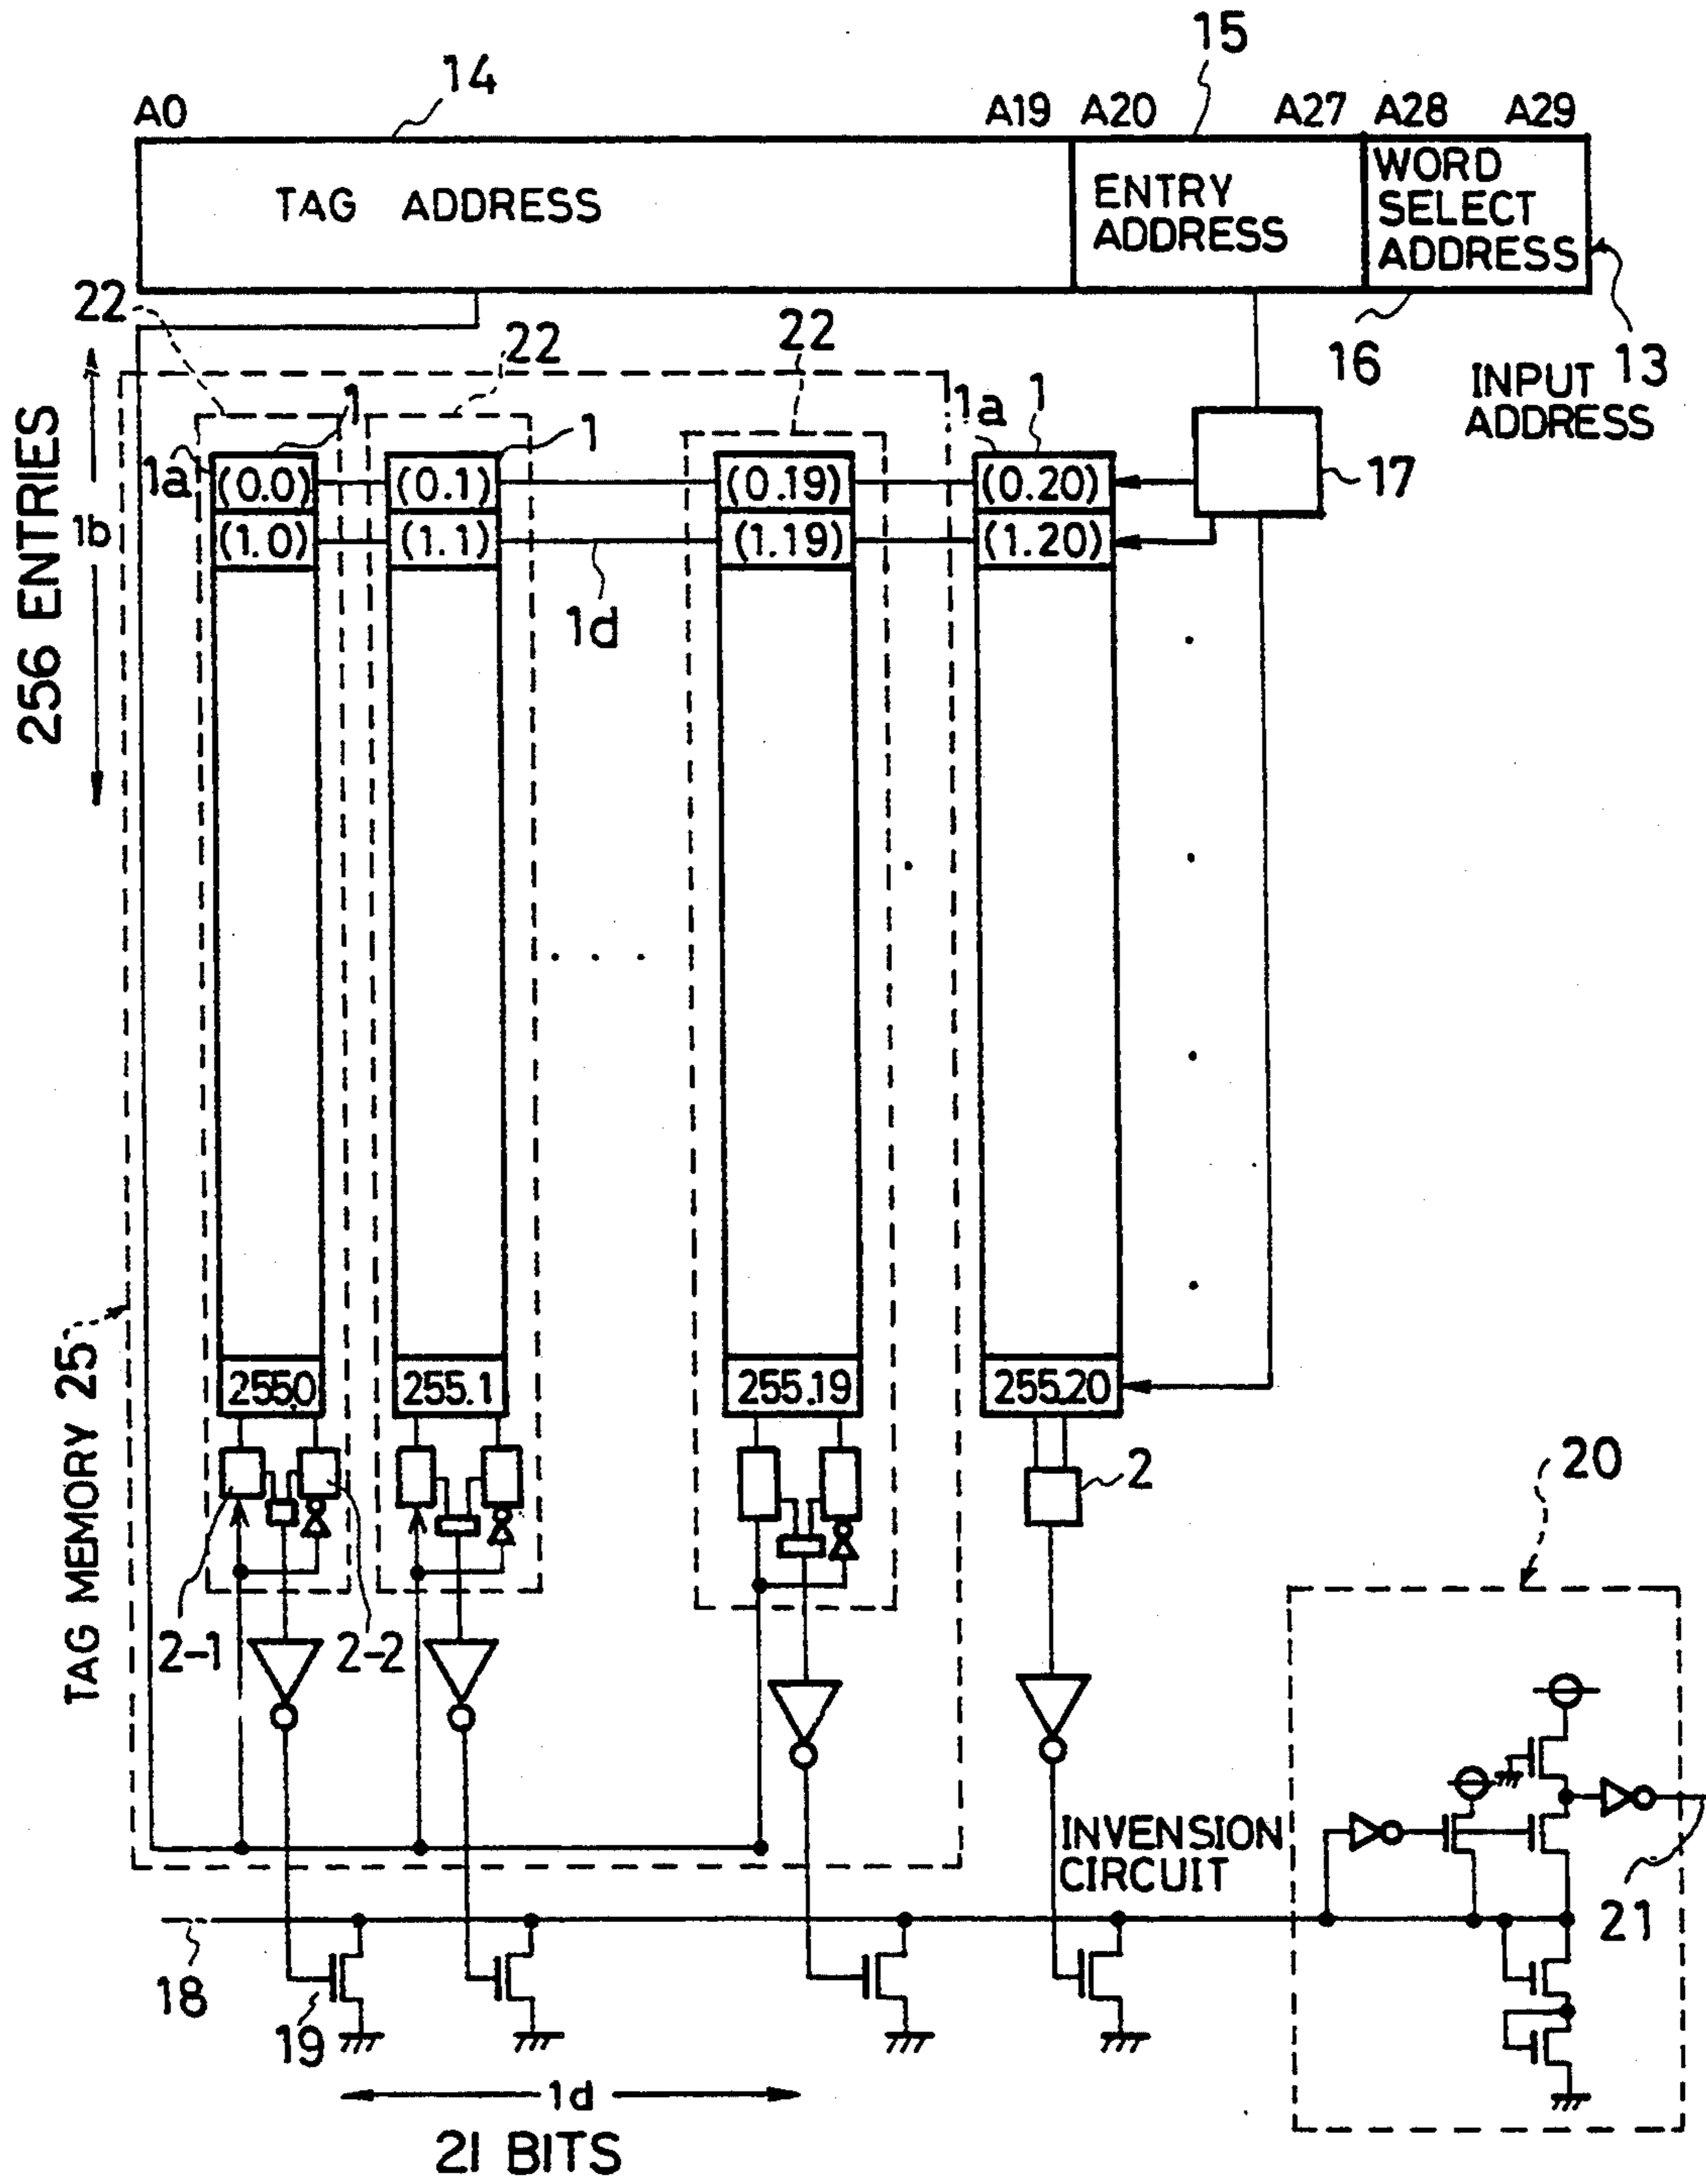 15
14
A0 A19 A20 A27 A28 A29
TAG ADDRESS
ENTRY
ADDRESS
WORD
SELECT
ADDRESS
22
22
22
16
13
INPUT
ADDRESS
256 ENTRIES
1b
1a
1
1
1a
1
17
(0.0) (0.1) (0.19) (0.20)
(1.0) (1.1) (1.19) (1.20)
1d
TAG MEMORY 25
255.0 255.1 255.19 255.20
2
20
2-1
2-2
INVENSION
CIRCUIT
21
18
19
1d
21 BITS